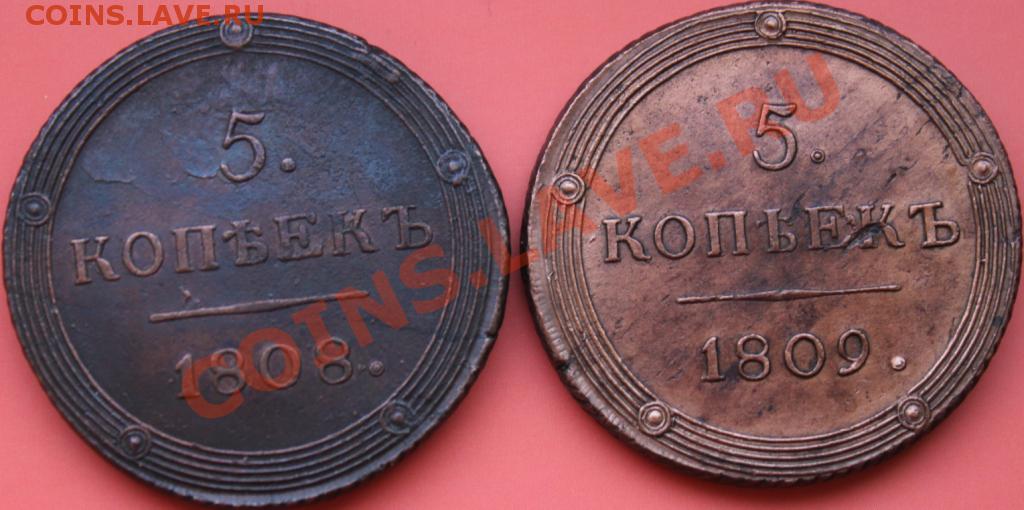 COINS.LAVE.RU
5.
КОПѢЕКЪ
1808.
5.
КОПѢЕКЪ
1809.
COINS.LAVE.RU